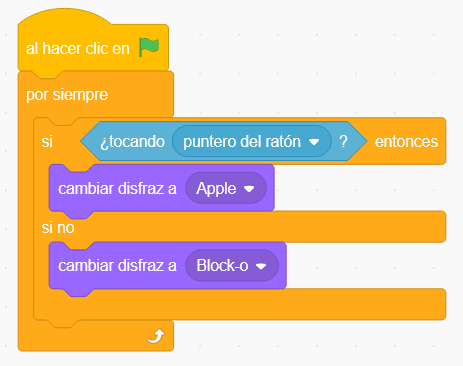 al hacer clic en
por siempre
si ¿tocando puntero del ratón ? entonces
cambiar disfraz a Apple
si no
cambiar disfraz a Block-o